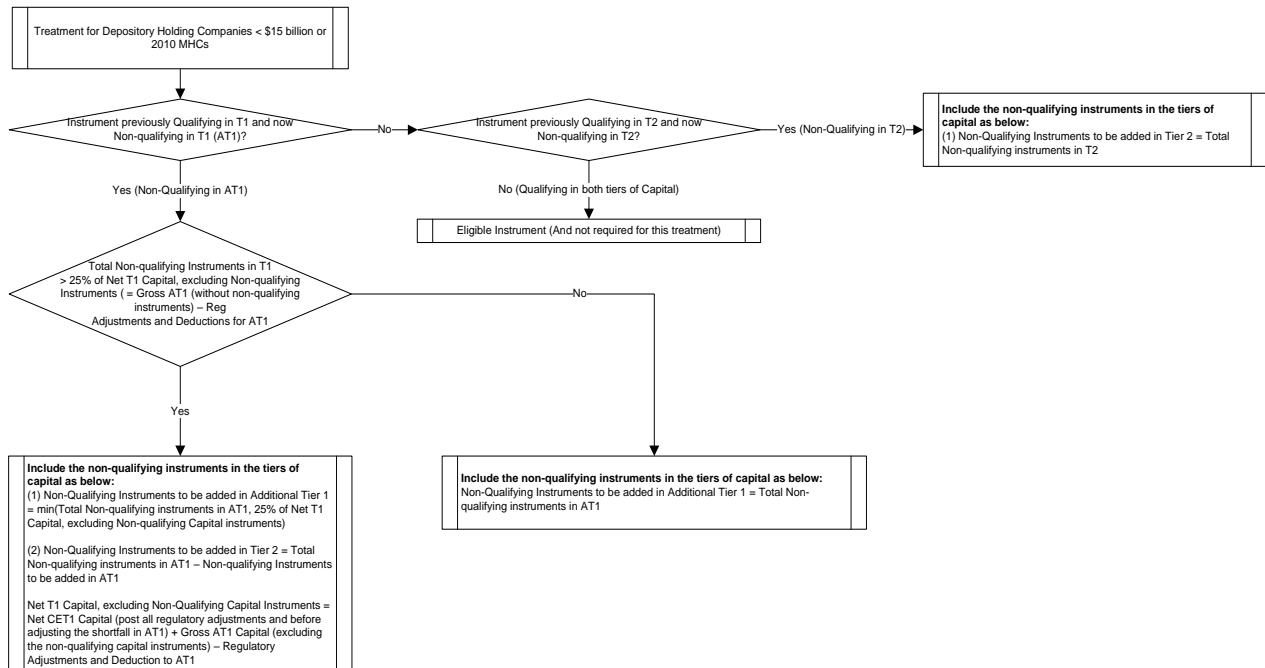 Treatment for Depository Holding Companies < $15 billion or
2010 MHCs
Instrument previously Qualifying in T1 and now
Non-qualifying in T1 (AT1)?
No
Instrument previously Qualifying in T2 and now
Non-qualifying in T2?
Yes (Non-Qualifying in T2)
Include the non-qualifying instruments in the tiers of
capital as below:
(1) Non-Qualifying Instruments to be added in Tier 2 = Total
Non-qualifying instruments in T2
Yes (Non-Qualifying in AT1)
No (Qualifying in both tiers of Capital)
Eligible Instrument (And not required for this treatment)
Total Non-qualifying Instruments in T1
> 25% of Net T1 Capital, excluding Non-qualifying
Instruments ( = Gross AT1 (without non-qualifying
instruments) – Reg
Adjustments and Deductions for AT1
No
Yes
Include the non-qualifying instruments in the tiers of
capital as below:
(1) Non-Qualifying Instruments to be added in Additional Tier 1
= min(Total Non-qualifying instruments in AT1, 25% of Net T1
Capital, excluding Non-qualifying Capital instruments)
(2) Non-Qualifying Instruments to be added in Tier 2 = Total
Non-qualifying instruments in AT1 – Non-qualifying Instruments
to be added in AT1
Net T1 Capital, excluding Non-Qualifying Capital Instruments =
Net CET1 Capital (post all regulatory adjustments and before
adjusting the shortfall in AT1) + Gross AT1 Capital (excluding
the non-qualifying capital instruments) – Regulatory
Adjustments and Deduction to AT1
Include the non-qualifying instruments in the tiers of capital as below:
Non-Qualifying Instruments to be added in Additional Tier 1 = Total Non-
qualifying instruments in AT1